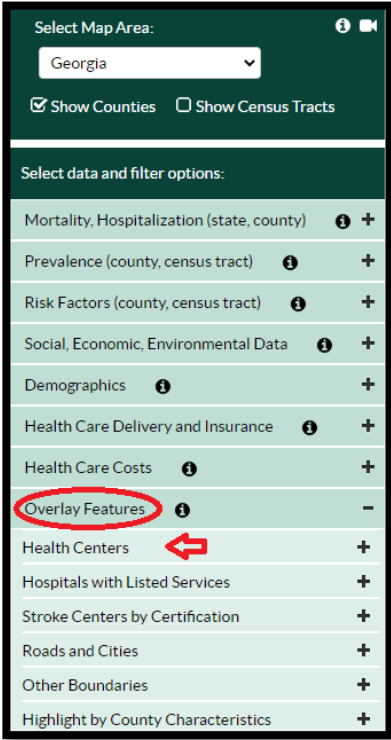 Select Map Area:
Georgia
Show Counties Show Census Tracts
Select data and filter options:
Mortality, Hospitalization (state, county)
Prevalence (county, census tract)
Risk Factors (county, census tract)
Social, Economic, Environmental Data
Demographics
Health Care Delivery and Insurance
Health Care Costs
Overlay Features
Health Centers
Hospitals with Listed Services
Stroke Centers by Certification
Roads and Cities
Other Boundaries
Highlight by County Characteristics